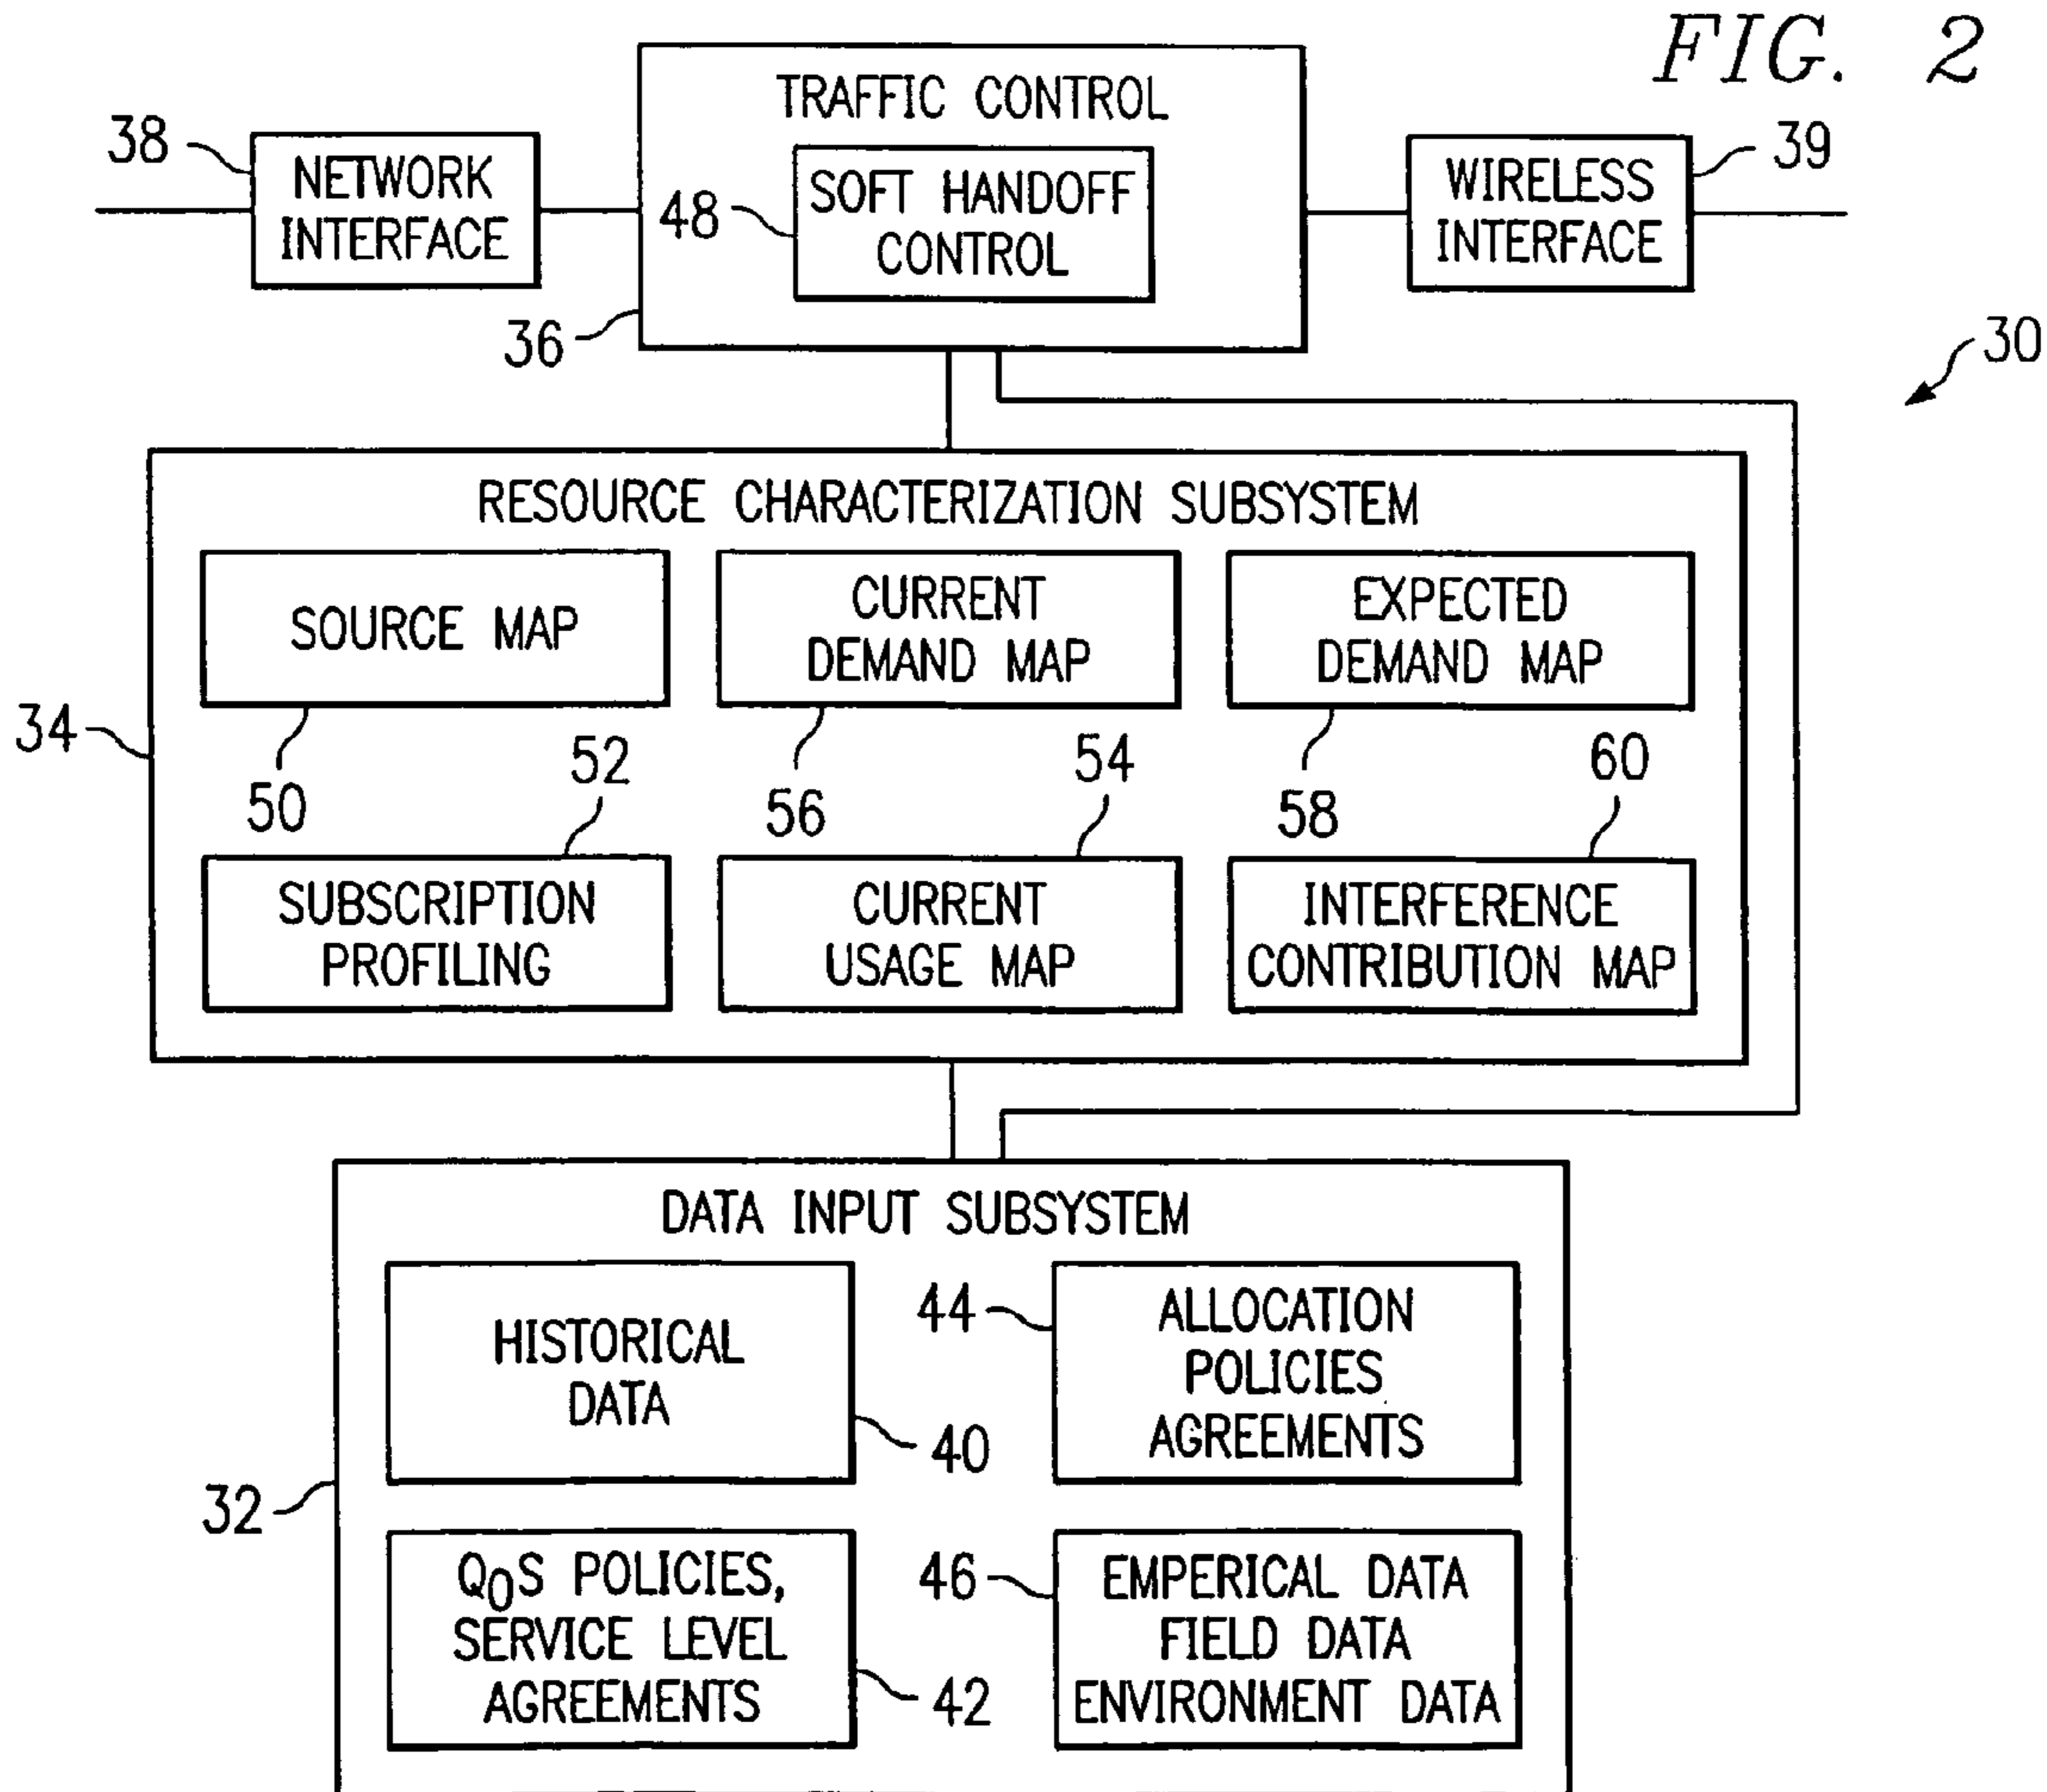 FIG. 2
TRAFFIC CONTROL
38
NETWORK
INTERFACE
48
SOFT HANDOFF
CONTROL
39
WIRELESS
INTERFACE
36
30
RESOURCE CHARACTERIZATION SUBSYSTEM
SOURCE MAP
CURRENT
DEMAND MAP
EXPECTED
DEMAND MAP
34
50
52
56
54
58
60
SUBSCRIPTION
PROFILING
CURRENT
USAGE MAP
INTERFERENCE
CONTRIBUTION MAP
DATA INPUT SUBSYSTEM
HISTORICAL
DATA
40
44
ALLOCATION
POLICIES
AGREEMENTS
32
QoS POLICIES,
SERVICE LEVEL
AGREEMENTS
42
46
EMPERICAL DATA
FIELD DATA
ENVIRONMENT DATA